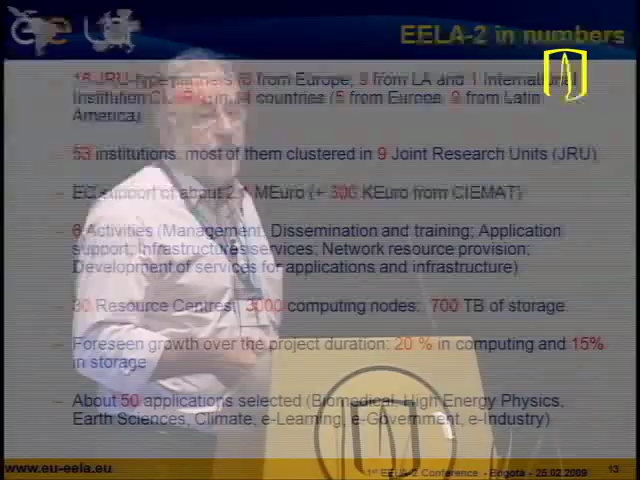 EELA-2 in numbers
16 JRU-type partners (6 from Europe, 9 from LA and 1 International
Institution in 14 countries (5 from Europe, 9 from Latin
America)
– 53 institutions, most of them clustered in 9 Joint Research Units (JRU)
– EC support of about MEuro (+ 500 KEuro from CIEMAT)
– 6 Activities (Management; Dissemination and training; Application
support; Infrastructure services; Network resource provision;
Development of services for applications and infrastructure)
– 30 Resource Centres: 3000 computing nodes; 700 TB of storage
– Foreseen growth over the project duration: 20 % in computing and 15%
in storage
– About 50 applications selected (Biomedical, High Energy Physics,
Earth Sciences, Climate, e-Learning, e-Government, e-Industry)
www.eu-eela.eu
1st EELA-2 Conference - Bogotá - 25.02.2009
13